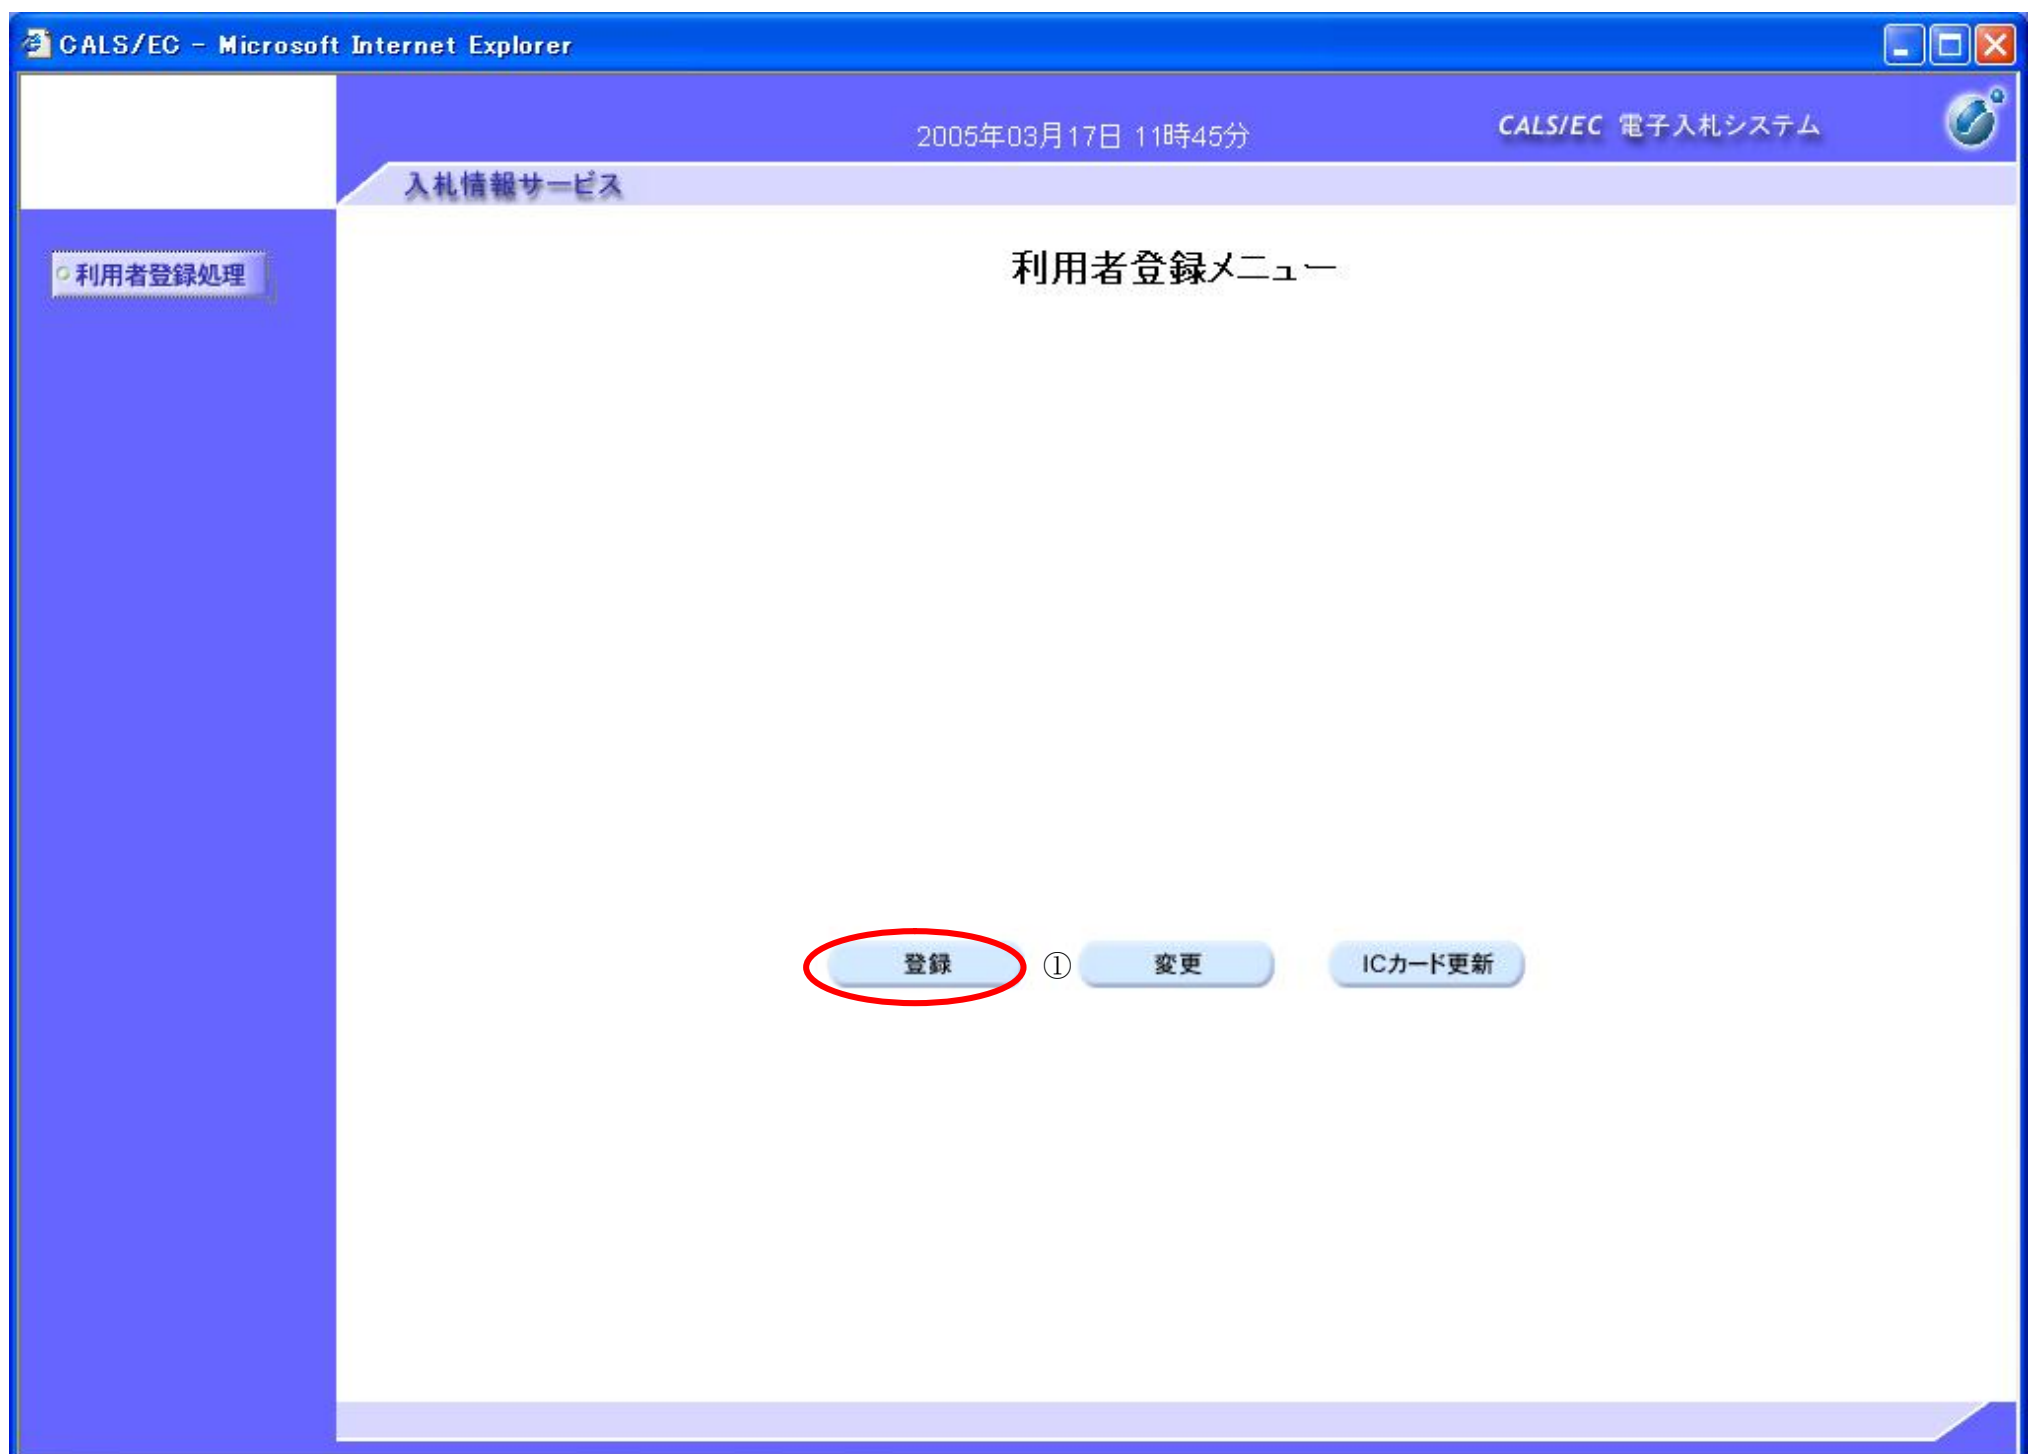 CALS/EC - Microsoft Internet Explorer
2005年03月17日 11時45分
CALS/EC 電子入札システム
入札情報サービス
利用者登録処理
利用者登録メニュー
登録 ① 変更 ICカード更新